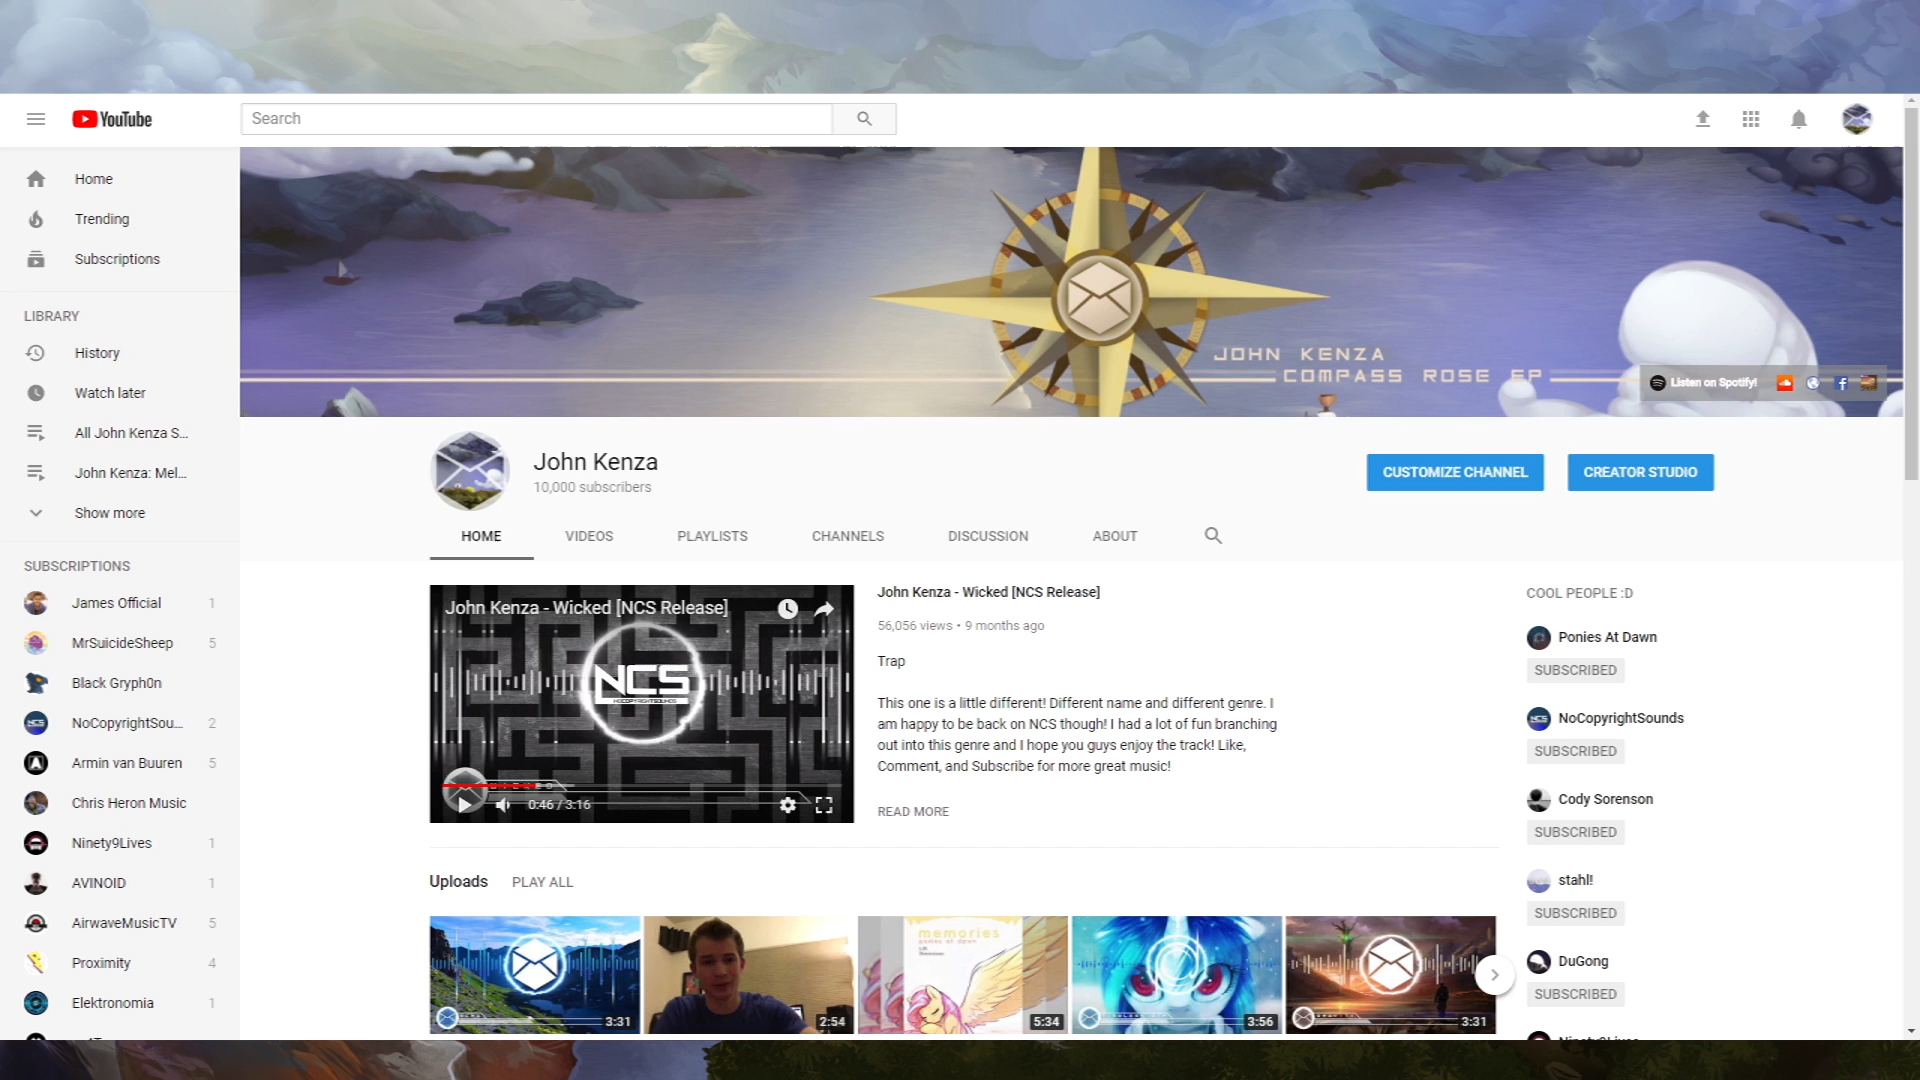 YouTube
Search
Home
Trending
Subscriptions
LIBRARY
History
Watch later
All John Kenza S...
John Kenza: Mel...
Show more
SUBSCRIPTIONS
James Official 1
MrSuicideSheep 5
Black Gryph0n
NoCopyrightSou... 2
Armin van Buuren 5
Chris Heron Music
Ninety9Lives 1
AVINOID 1
AirwaveMusicTV 5
Proximity 4
Elektronomia 1
JOHN KENZA
COMPASS ROSE EP
Listen on Spotify!
John Kenza
10,000 subscribers
CUSTOMIZE CHANNEL
CREATOR STUDIO
HOME
VIDEOS
PLAYLISTS
CHANNELS
DISCUSSION
ABOUT
John Kenza - Wicked [NCS Release]
NCS
NOCOPYRIGHTSOUNDS
0:46 / 3:16
John Kenza - Wicked [NCS Release]
56,056 views • 9 months ago
Trap
This one is a little different! Different name and different genre. I
am happy to be back on NCS though! I had a lot of fun branching
out into this genre and I hope you guys enjoy the track! Like,
Comment, and Subscribe for more great music!
READ MORE
Uploads PLAY ALL
3:31
2:54
memories
ponies at dawn
5:34
3:56
3:31
COOL PEOPLE :D
Ponies At Dawn
SUBSCRIBED
NoCopyrightSounds
SUBSCRIBED
Cody Sorenson
SUBSCRIBED
stahl!
SUBSCRIBED
DuGong
SUBSCRIBED